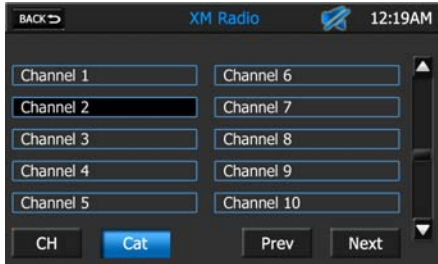 BACK XM Radio 12:19AM
Channel 1 Channel 6
Channel 2 Channel 7
Channel 3 Channel 8
Channel 4 Channel 9
Channel 5 Channel 10
CH Cat Prev Next